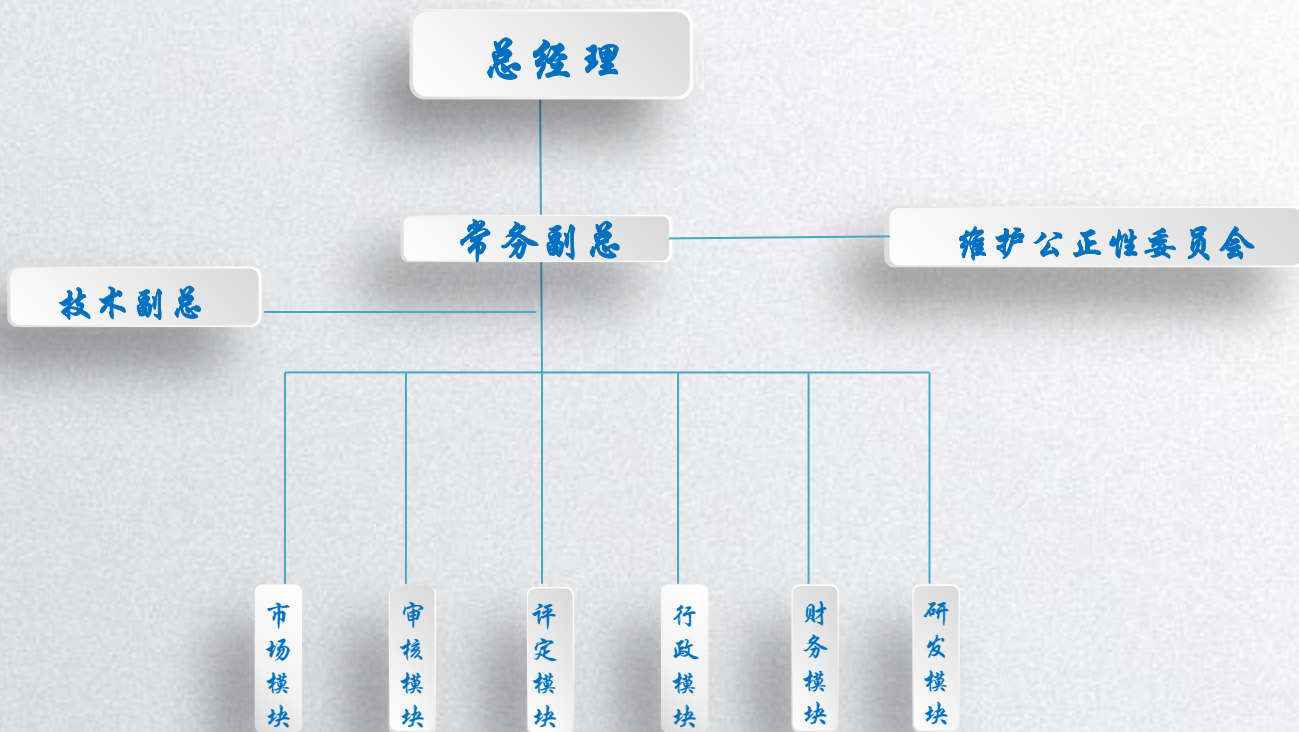 总经理
常务副总
维护公正性委员会
技术副总
市场模块
审核模块
评定模块
行政模块
财务模块
研发模块